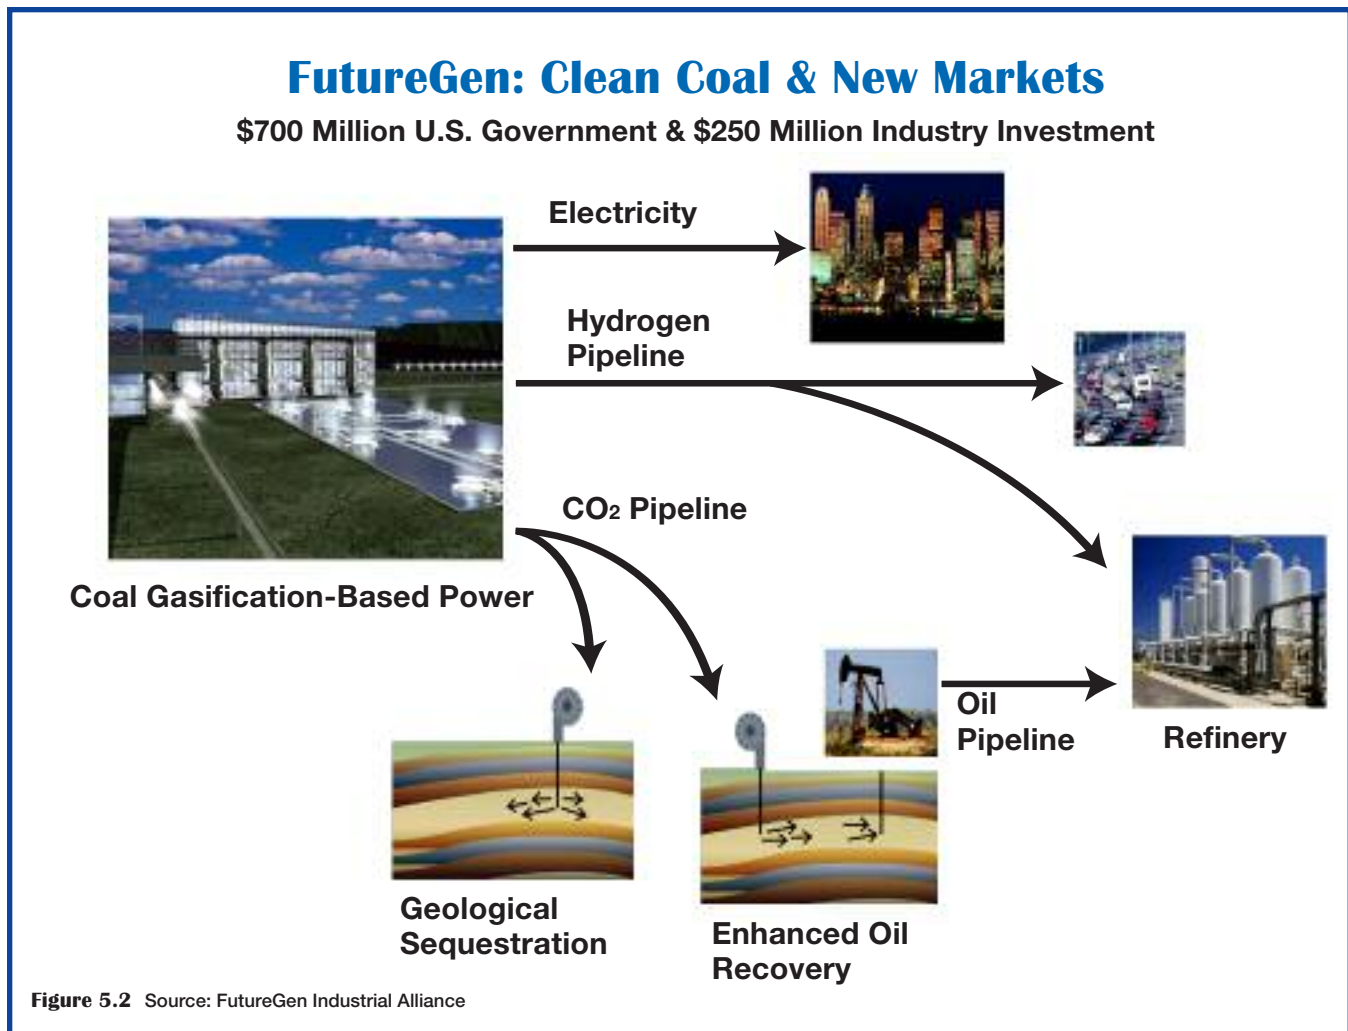 FutureGen: Clean Coal & New Markets
$700 Million U.S. Government & $250 Million Industry Investment
Electricity
Hydrogen
Pipeline
CO2 Pipeline
Coal Gasification-Based Power
Oil
Pipeline
Refinery
Geological
Sequestration
Enhanced Oil
Recovery
Figure 5.2 Source: FutureGen Industrial Alliance